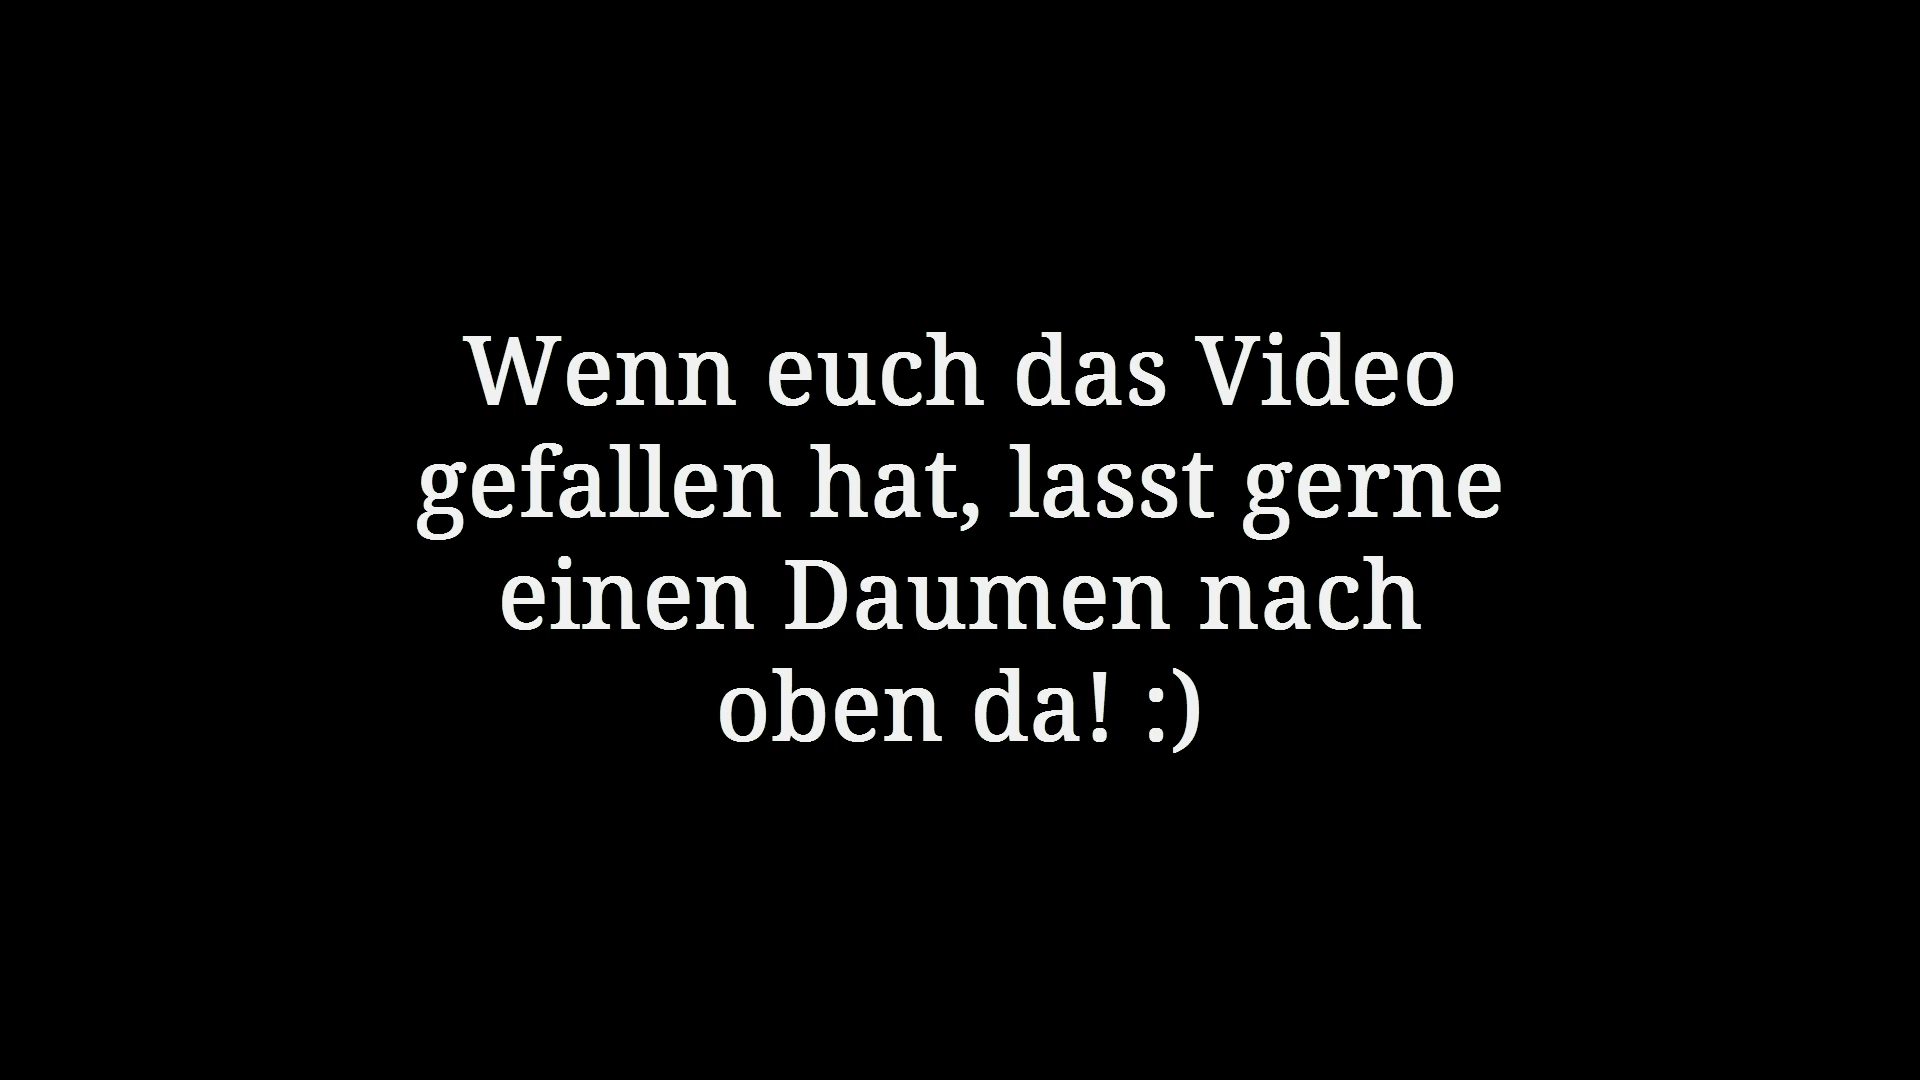 Wenn euch das Video
gefallen hat, lasst gerne
einen Daumen nach
oben da! :)